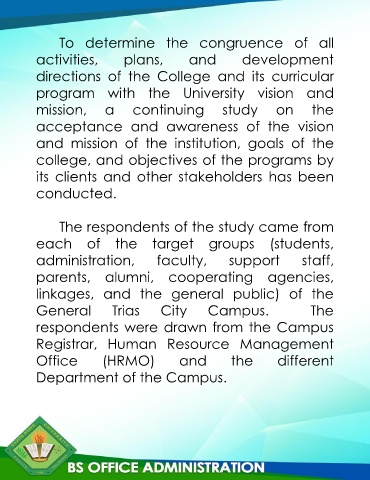 To determine the congruence of all
activities, plans, and development
directions of the College and its curricular
program with the University vision and
mission, a continuing study on the
acceptance and awareness of the vision
and mission of the institution, goals of the
college, and objectives of the programs by
its clients and other stakeholders has been
conducted.
The respondents of the study came from
each of the target groups (students,
administration, faculty, support staff,
parents, alumni, cooperating agencies,
linkages, and the general public) of the
General Trias City Campus. The
respondents were drawn from the Campus
Registrar, Human Resource Management
Office (HRMO) and the different
Department of the Campus.
BS OFFICE ADMINISTRATION